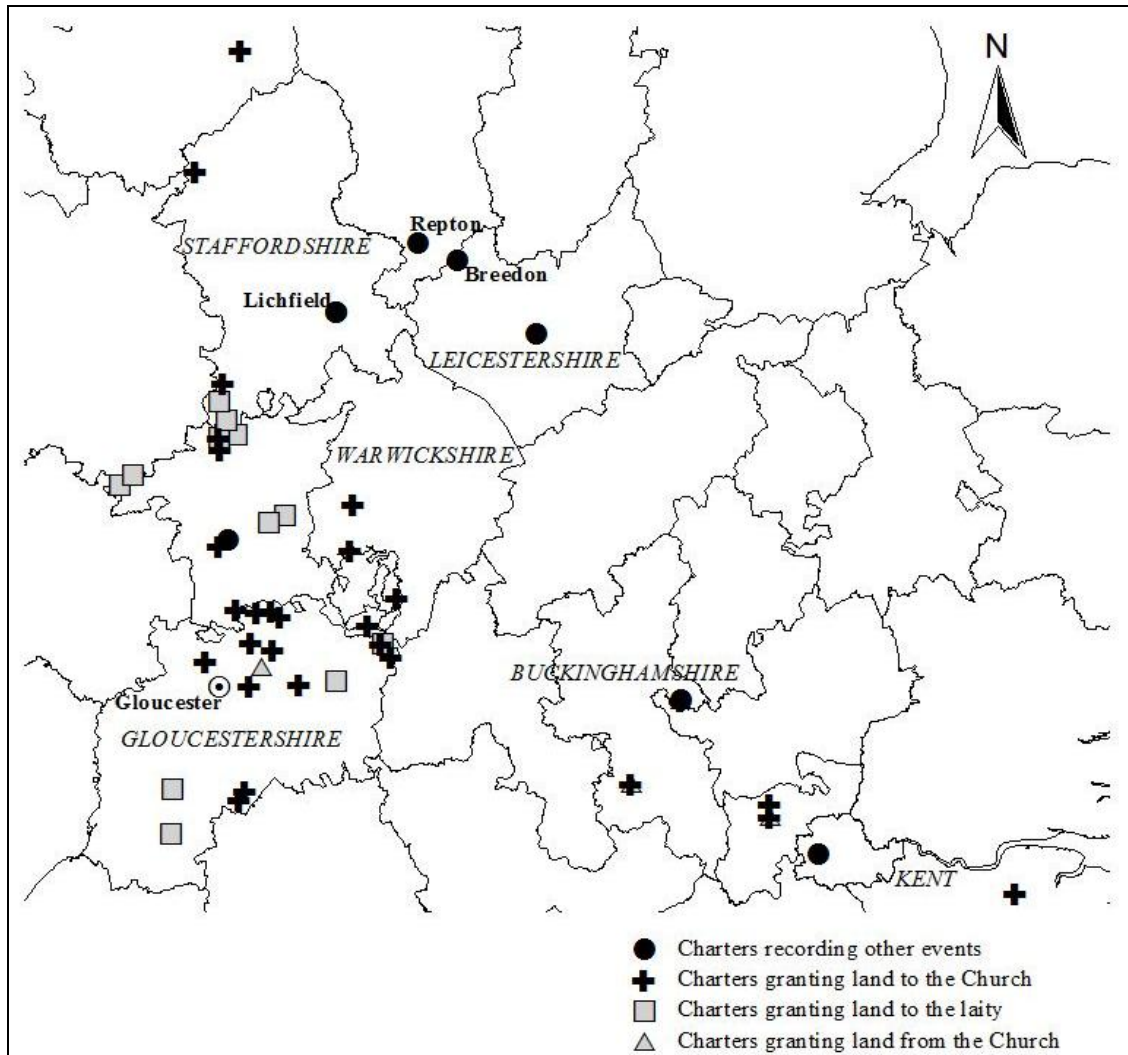 N
Repton
STAFFORDSHIRE
Breedon
Lichfield
LEICESTERSHIRE
WARWICKSHIRE
BUCKINGHAMSHIRE
Gloucester
GLOUCESTERSHIRE
KENT
Charters recording other events
Charters granting land to the Church
Charters granting land to the laity
Charters granting land from the Church